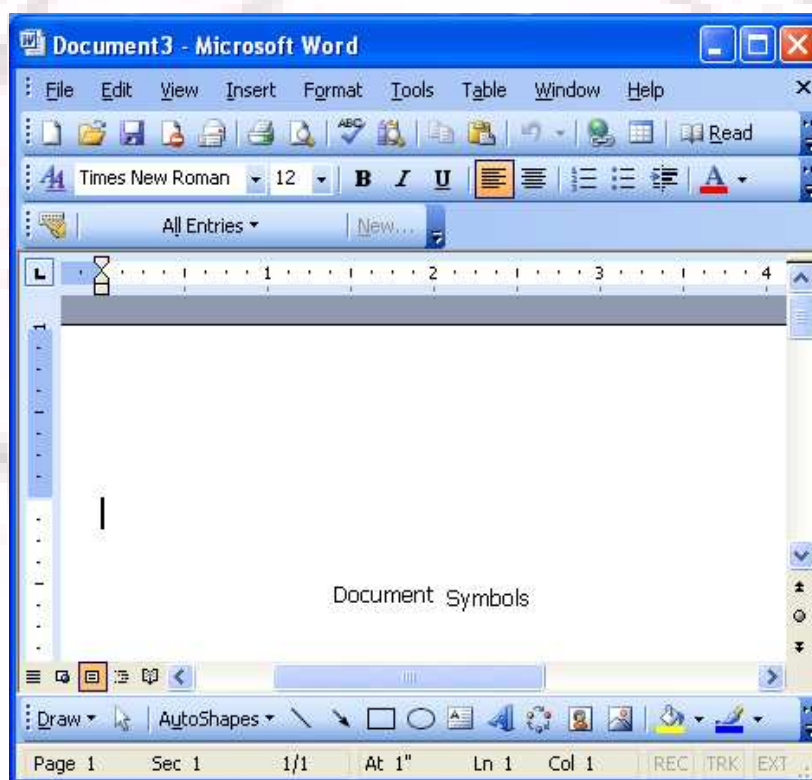 Document3 - Microsoft Word
File Edit View Insert Format Tools Table Window Help
ABC Read
Times New Roman 12 B I U A
All Entries New...
L 1 2 3 4
1
Document Symbols
Draw AutoShapes
Page 1 Sec 1 1/1 At 1" Ln 1 Col 1 REC TRK EXT